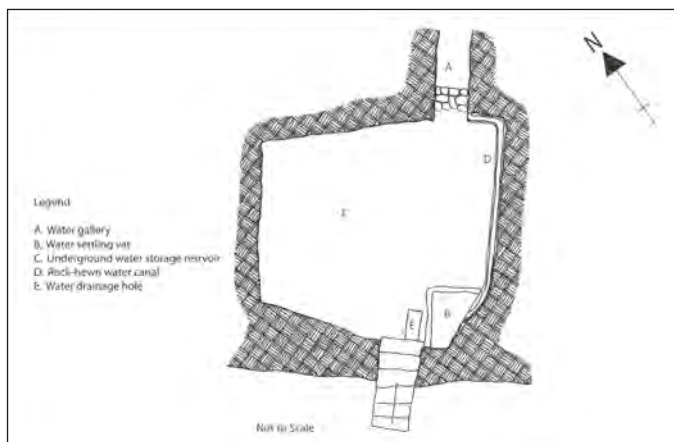 A
N
D
Legend
A. Water gallery
B. Water settling vat
C. Underground water storage resrvoir
D. Rock-hewn water canal
E. Water drainage hole
E
B
Not to Scale